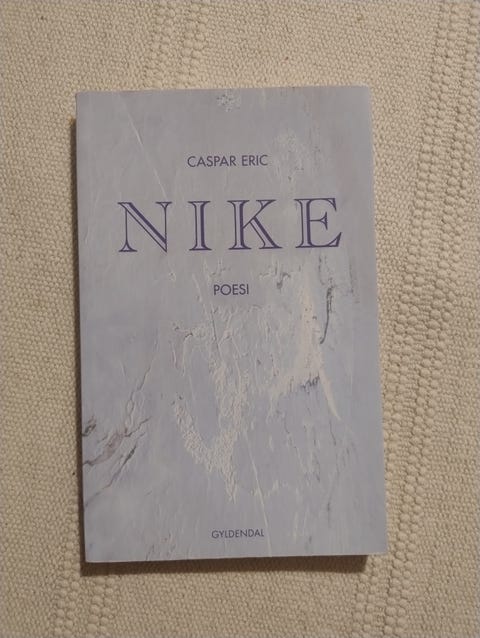 CASPAR ERIC
NIKE
POESI
GYLDENDAL